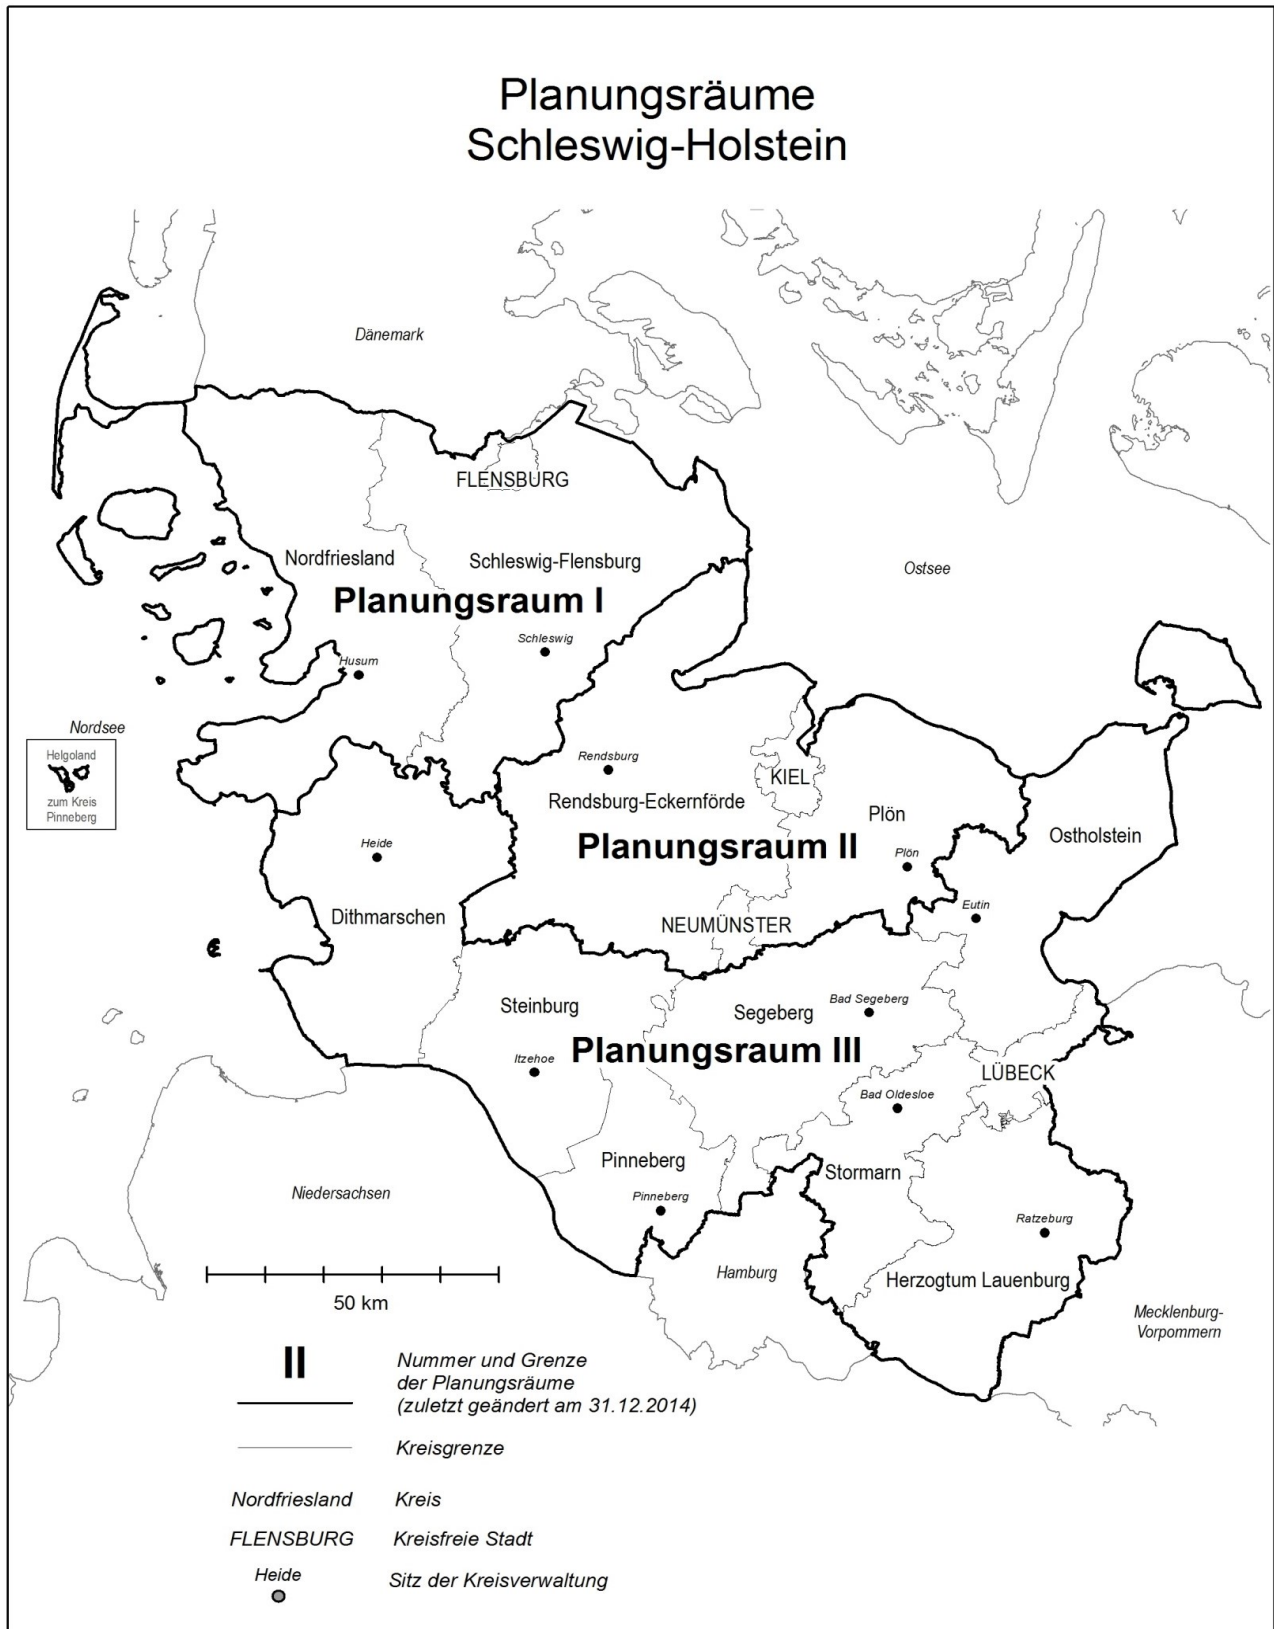 Planungsräume
Schleswig-Holstein
Dänemark
FLENSBURG
Nordfriesland
Schleswig-Flensburg
Ostsee
Planungsraum I
Schleswig
Husum
Nordsee
Helgoland
zum Kreis
Pinneberg
Rendsburg
KIEL
Rendsburg-Eckernförde
Plön
Ostholstein
Planungsraum II
Heide
Plön
Eutin
Dithmarschen
NEUMÜNSTER
Steinburg
Segeberg
Bad Segeberg
Planungsraum III
Itzehoe
LÜBECK
Bad Oldesloe
Pinneberg
Stormarn
Niedersachsen
Pinneberg
Ratzeburg
Hamburg
Herzogtum Lauenburg
50 km
Mecklenburg-
Vorpommern
II
Nummer und Grenze
der Planungsräume
(zuletzt geändert am 31.12.2014)
Kreisgrenze
Nordfriesland Kreis
FLENSBURG Kreisfreie Stadt
Heide Sitz der Kreisverwaltung